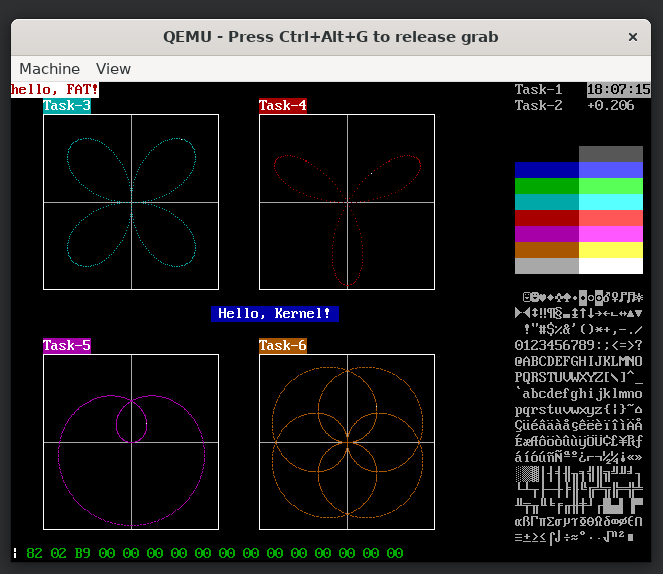 QEMU - Press Ctrl+Alt+G to release grab
Machine View
hello, FAT!
Task-1 18:07:15
Task-2 +0.206
Task-3
Task-4
Hello, Kernel!
Task-5
Task-6
!"#$%&'()*+,-./
0123456789:;<=>?
@ABCDEFGHIJKLMNO
PQRSTUVWXYZ[\]^_
`abcdefghijklmno
pqrstuvwxyz{|}~⌂
ÇüéâäàåçêëèïîìÄÅ
ÉæÆôöòûùÿÖÜ¢£¥₧ƒ
áíóúñѪº¿⌐¬½¼¡«»
αßΓπΣσµτΦΘΩδ∞φε∩
≡±≥≤⌠⌡÷≈°∙·√ⁿ²■
¦ 82 02 B9 00 00 00 00 00 00 00 00 00 00 00 00 00